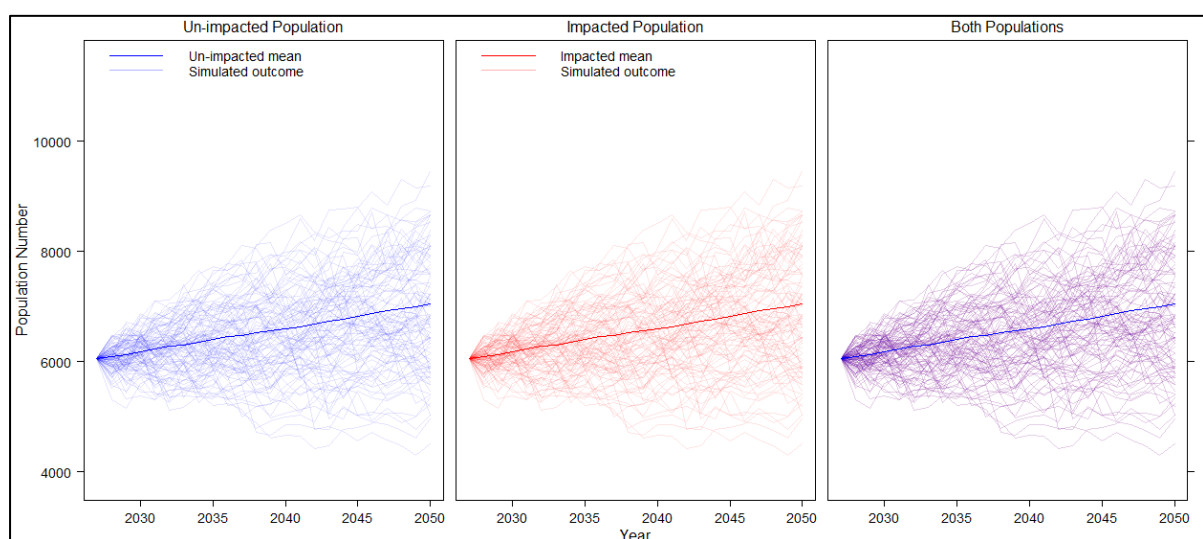 Un-impacted Population
Impacted Population
Both Populations
Un-impacted mean
Simulated outcome
Impacted mean
Simulated outcome
Population Number
10000
8000
6000
4000
2030 2035 2040 2045 2050
2030 2035 2040 2045 2050
2030 2035 2040 2045 2050
Year